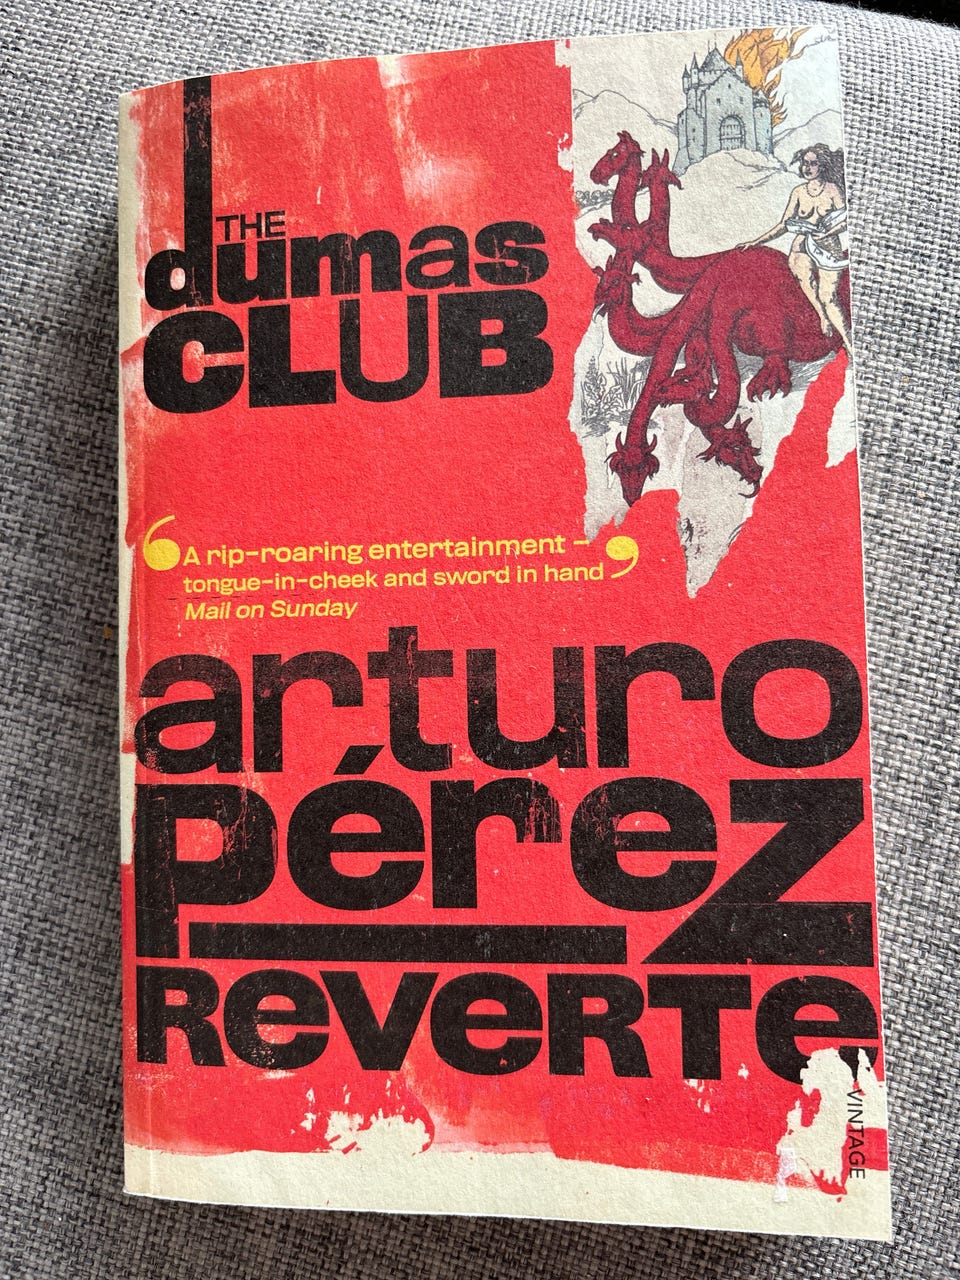 THE
dumas
CLUB
‘A rip-roaring entertainment –
tongue-in-cheek and sword in hand’
Mail on Sunday
arturo
pérez
REVERTE
VINTAGE